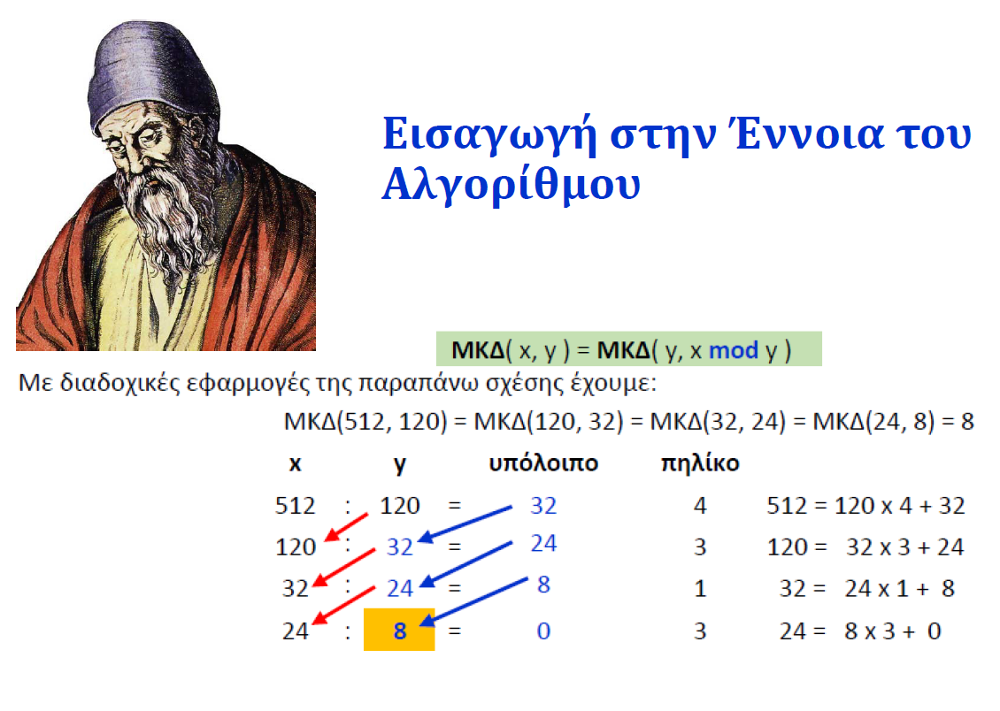 Εισαγωγή στην Έννοια του
Αλγορίθμου
ΜΚΔ( x, y ) = ΜΚΔ( y, x mod y )
Με διαδοχικές εφαρμογές της παραπάνω σχέσης έχουμε:
ΜΚΔ(512, 120) = ΜΚΔ(120, 32) = ΜΚΔ(32, 24) = ΜΚΔ(24, 8) = 8
x y υπόλοιπο πηλίκο
512 : 120 = 32 4 512 = 120 x 4 + 32
120 : 32 = 24 3 120 = 32 x 3 + 24
32 : 24 = 8 1 32 = 24 x 1 + 8
24 : 8 = 0 3 24 = 8 x 3 + 0